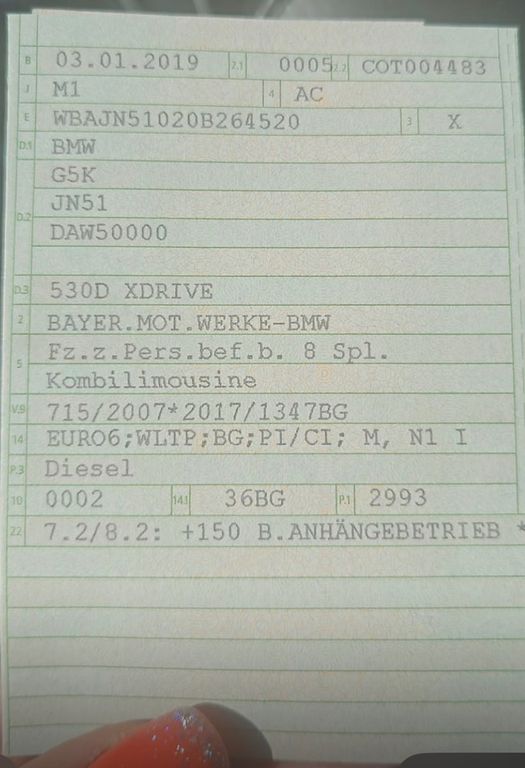 B 03.01.2019 2.1 0005 2.2 COT004483
J M1 4 AC
E WBAJN51020B264520 3 X
D.1 BMW
G5K
D.2 JN51
DAW50000
D.3 530D XDRIVE
2 BAYER.MOT.WERKE-BMW
5 Fz.z.Pers.bef.b. 8 Spl.
Kombilimousine
V.9 715/2007*2017/1347BG
14 EURO6;WLTP;BG;PI/CI; M, N1 I
P.3 Diesel
10 0002 14.1 36BG P.1 2993
22 7.2/8.2: +150 B.ANHÄNGEBETRIEB *